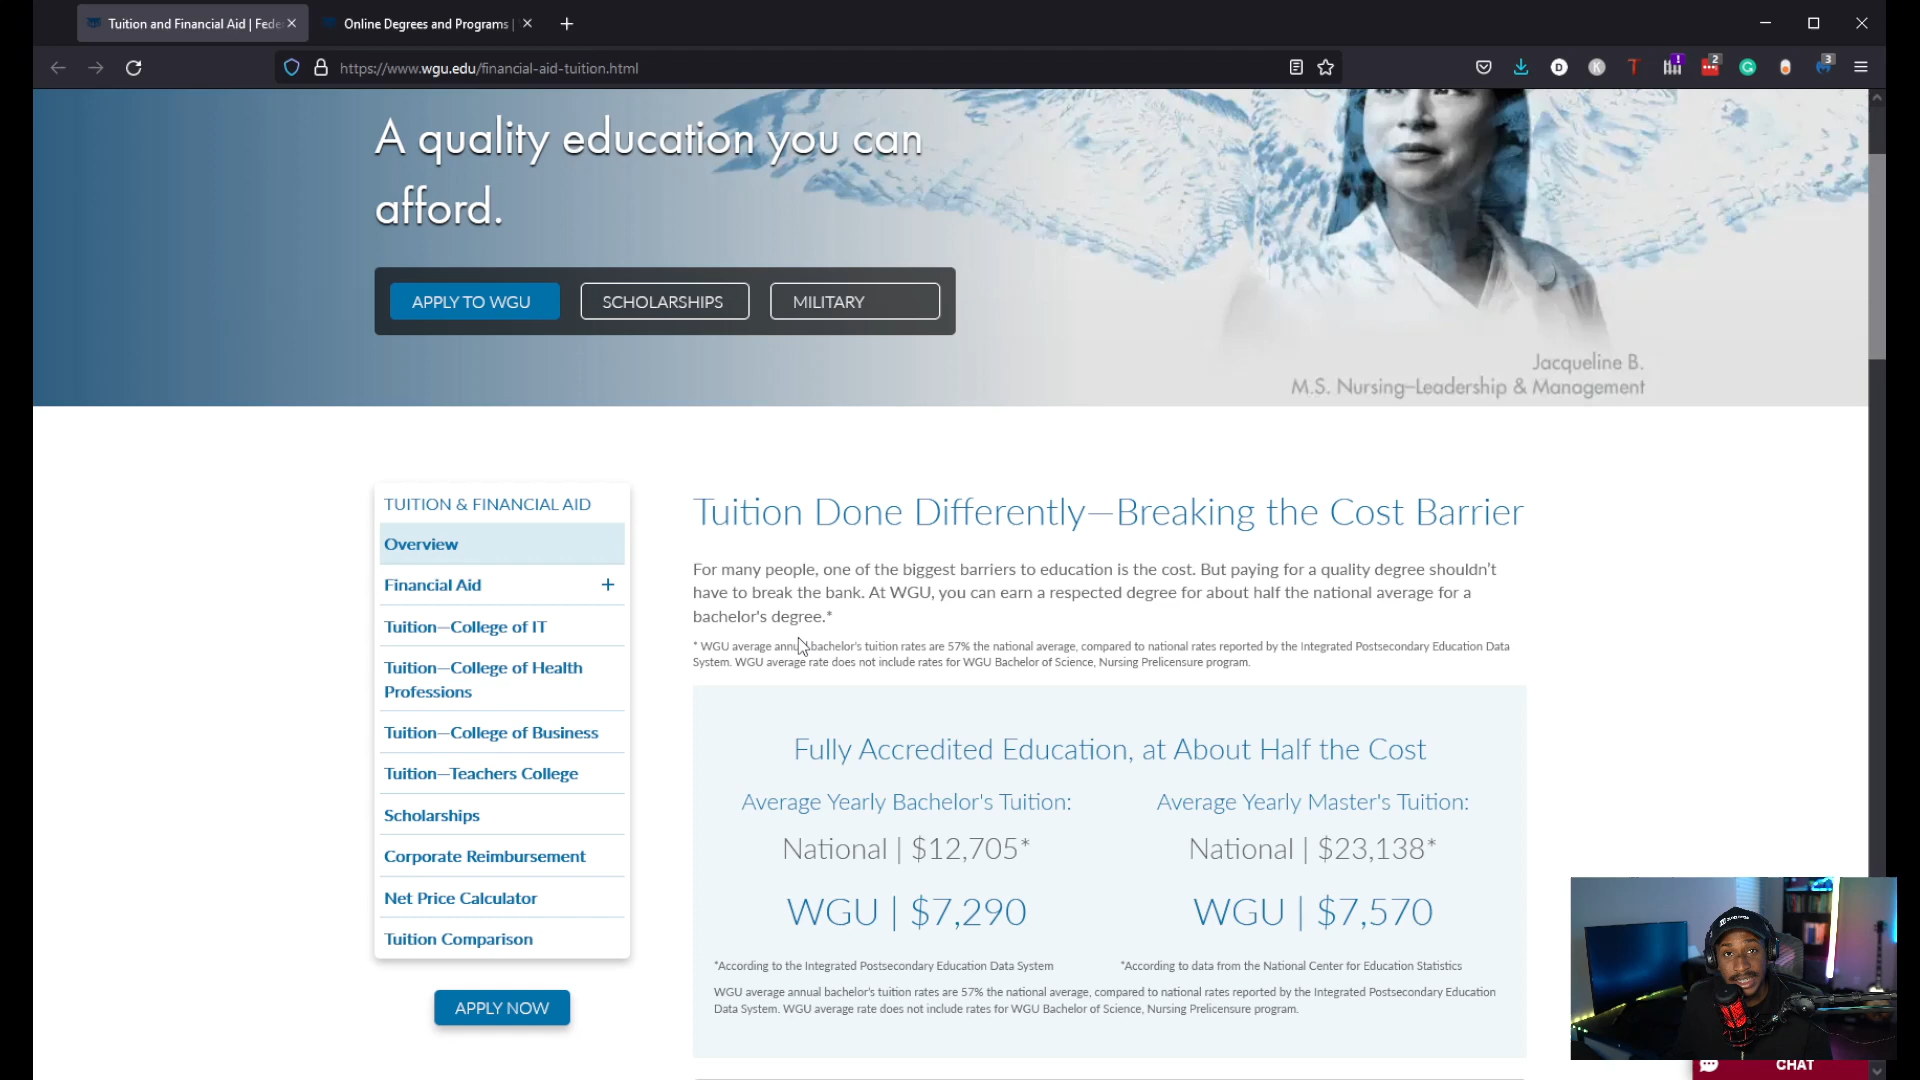 Tuition and Financial Aid | Fede
Online Degrees and Programs |
https://www.wgu.edu/financial-aid-tuition.html
A quality education you can
afford.
APPLY TO WGU
SCHOLARSHIPS
MILITARY
Jacqueline B.
M.S. Nursing—Leadership & Management
TUITION & FINANCIAL AID
Overview
Financial Aid +
Tuition—College of IT
Tuition—College of Health
Professions
Tuition—College of Business
Tuition—Teachers College
Scholarships
Corporate Reimbursement
Net Price Calculator
Tuition Comparison
APPLY NOW
Tuition Done Differently—Breaking the Cost Barrier
For many people, one of the biggest barriers to education is the cost. But paying for a quality degree shouldn't
have to break the bank. At WGU, you can earn a respected degree for about half the national average for a
bachelor's degree.*
* WGU average annual bachelor's tuition rates are 57% the national average, compared to national rates reported by the Integrated Postsecondary Education Data
System. WGU average rate does not include rates for WGU Bachelor of Science, Nursing Prelicensure program.
Fully Accredited Education, at About Half the Cost
Average Yearly Bachelor's Tuition:
National | $12,705*
WGU | $7,290
*According to the Integrated Postsecondary Education Data System
Average Yearly Master's Tuition:
National | $23,138*
WGU | $7,570
*According to data from the National Center for Education Statistics
WGU average annual bachelor's tuition rates are 57% the national average, compared to national rates reported by the Integrated Postsecondary Education
Data System. WGU average rate does not include rates for WGU Bachelor of Science, Nursing Prelicensure program.
CHAT